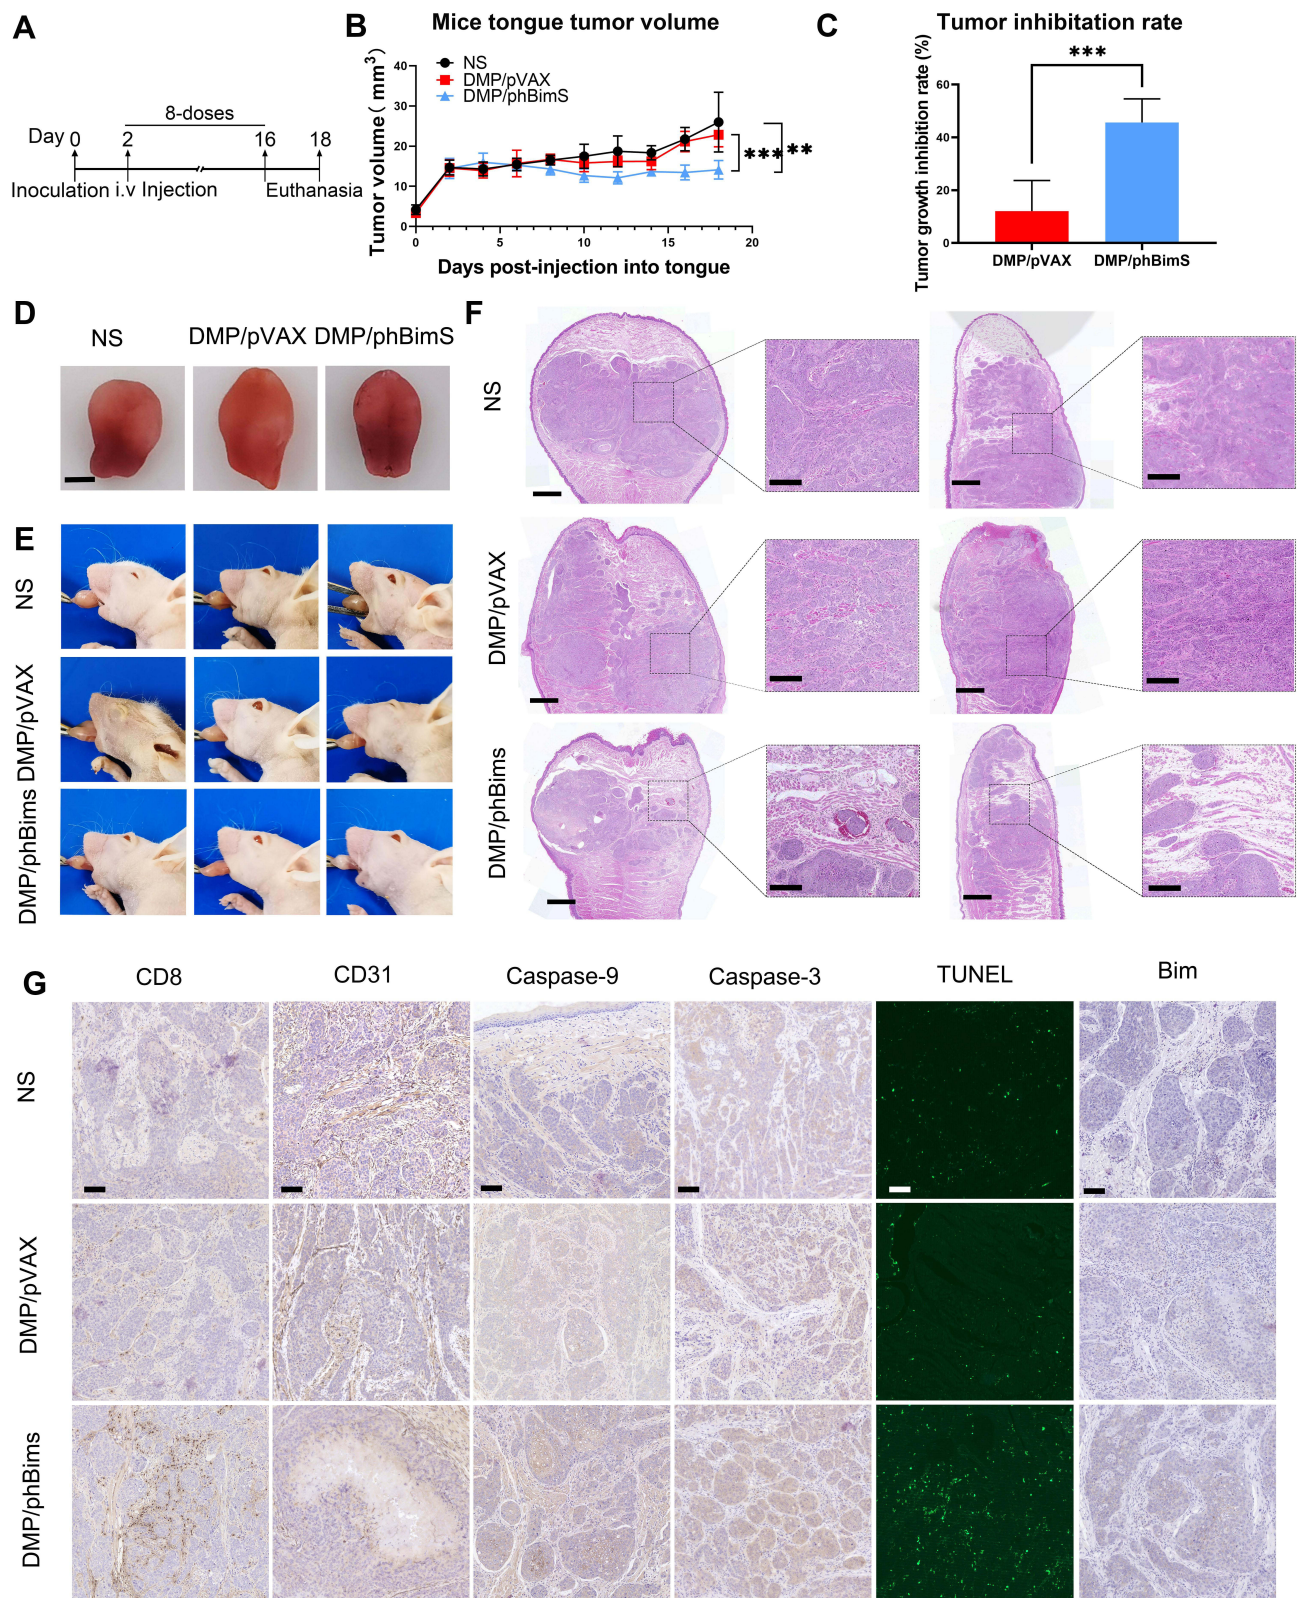 A
8-doses
Day 0 2 16 18
Inoculation i.v Injection Euthanasia
B
Mice tongue tumor volume
NS
DMP/pVAX
DMP/phBimS
Tumor volume( mm3)
40
30
20
10
0
0 5 10 15 20
*** **
Days post-injection into tongue
C
Tumor inhibitation rate
***
Tumor growth inhibition rate (%)
60
40
20
0
DMP/pVAX DMP/phBimS
D
NS DMP/pVAX DMP/phBimS
E
NS
DMP/pVAX
DMP/phBims
F
NS
DMP/pVAX
DMP/phBims
G
CD8 CD31 Caspase-9 Caspase-3 TUNEL Bim
NS
DMP/pVAX
DMP/phBims